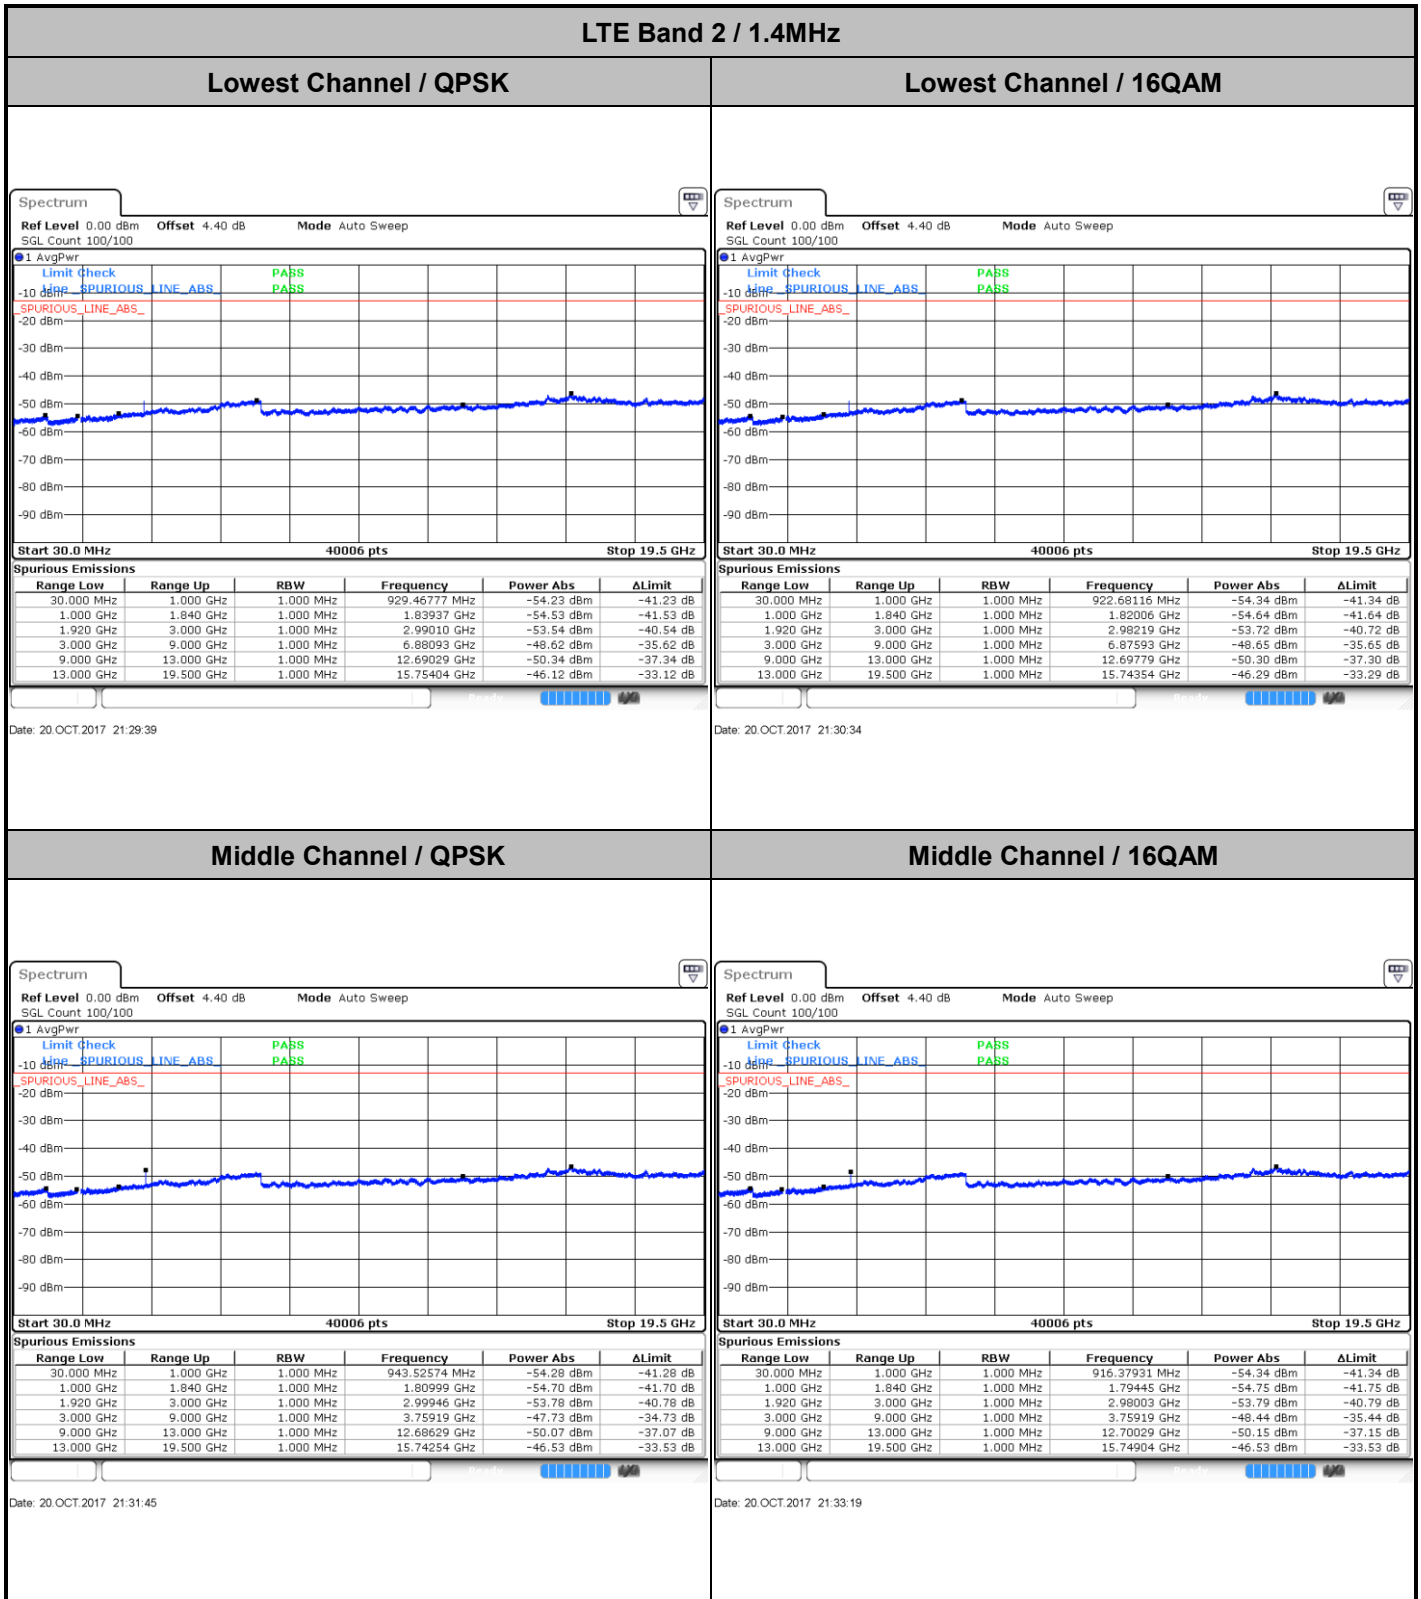 LTE Band 2 / 1.4MHz
Lowest Channel / QPSK
Lowest Channel / 16QAM
Spectrum
Ref Level 0.00 dBm Offset 4.40 dB Mode Auto Sweep
SGL Count 100/100
1 AvgPwr
Limit Check PASS
Line _SPURIOUS_LINE_ABS_ PASS
-10 dBm
_SPURIOUS_LINE_ABS_
-20 dBm
-30 dBm
-40 dBm
-50 dBm
-60 dBm
-70 dBm
-80 dBm
-90 dBm
Start 30.0 MHz 40006 pts Stop 19.5 GHz
Spurious Emissions
Range Low Range Up RBW Frequency Power Abs ΔLimit
30.000 MHz 1.000 GHz 1.000 MHz 929.46777 MHz -54.23 dBm -41.23 dB
1.000 GHz 1.840 GHz 1.000 MHz 1.83937 GHz -54.53 dBm -41.53 dB
1.920 GHz 3.000 GHz 1.000 MHz 2.99010 GHz -53.54 dBm -40.54 dB
3.000 GHz 9.000 GHz 1.000 MHz 6.88093 GHz -48.62 dBm -35.62 dB
9.000 GHz 13.000 GHz 1.000 MHz 12.69029 GHz -50.34 dBm -37.34 dB
13.000 GHz 19.500 GHz 1.000 MHz 15.75404 GHz -46.12 dBm -33.12 dB
Date: 20.OCT.2017 21:29:39
Spectrum
Ref Level 0.00 dBm Offset 4.40 dB Mode Auto Sweep
SGL Count 100/100
1 AvgPwr
Limit Check PASS
Line _SPURIOUS_LINE_ABS_ PASS
-10 dBm
_SPURIOUS_LINE_ABS_
-20 dBm
-30 dBm
-40 dBm
-50 dBm
-60 dBm
-70 dBm
-80 dBm
-90 dBm
Start 30.0 MHz 40006 pts Stop 19.5 GHz
Spurious Emissions
Range Low Range Up RBW Frequency Power Abs ΔLimit
30.000 MHz 1.000 GHz 1.000 MHz 922.68116 MHz -54.34 dBm -41.34 dB
1.000 GHz 1.840 GHz 1.000 MHz 1.82006 GHz -54.64 dBm -41.64 dB
1.920 GHz 3.000 GHz 1.000 MHz 2.98219 GHz -53.72 dBm -40.72 dB
3.000 GHz 9.000 GHz 1.000 MHz 6.87593 GHz -48.65 dBm -35.65 dB
9.000 GHz 13.000 GHz 1.000 MHz 12.69779 GHz -50.30 dBm -37.30 dB
13.000 GHz 19.500 GHz 1.000 MHz 15.74354 GHz -46.29 dBm -33.29 dB
Date: 20.OCT.2017 21:30:34
Middle Channel / QPSK
Middle Channel / 16QAM
Spectrum
Ref Level 0.00 dBm Offset 4.40 dB Mode Auto Sweep
SGL Count 100/100
1 AvgPwr
Limit Check PASS
Line _SPURIOUS_LINE_ABS_ PASS
-10 dBm
_SPURIOUS_LINE_ABS_
-20 dBm
-30 dBm
-40 dBm
-50 dBm
-60 dBm
-70 dBm
-80 dBm
-90 dBm
Start 30.0 MHz 40006 pts Stop 19.5 GHz
Spurious Emissions
Range Low Range Up RBW Frequency Power Abs ΔLimit
30.000 MHz 1.000 GHz 1.000 MHz 943.52574 MHz -54.28 dBm -41.28 dB
1.000 GHz 1.840 GHz 1.000 MHz 1.80999 GHz -54.70 dBm -41.70 dB
1.920 GHz 3.000 GHz 1.000 MHz 2.99946 GHz -53.78 dBm -40.78 dB
3.000 GHz 9.000 GHz 1.000 MHz 3.75919 GHz -47.73 dBm -34.73 dB
9.000 GHz 13.000 GHz 1.000 MHz 12.68629 GHz -50.07 dBm -37.07 dB
13.000 GHz 19.500 GHz 1.000 MHz 15.74254 GHz -46.53 dBm -33.53 dB
Date: 20.OCT.2017 21:31:45
Spectrum
Ref Level 0.00 dBm Offset 4.40 dB Mode Auto Sweep
SGL Count 100/100
1 AvgPwr
Limit Check PASS
Line _SPURIOUS_LINE_ABS_ PASS
-10 dBm
_SPURIOUS_LINE_ABS_
-20 dBm
-30 dBm
-40 dBm
-50 dBm
-60 dBm
-70 dBm
-80 dBm
-90 dBm
Start 30.0 MHz 40006 pts Stop 19.5 GHz
Spurious Emissions
Range Low Range Up RBW Frequency Power Abs ΔLimit
30.000 MHz 1.000 GHz 1.000 MHz 916.37931 MHz -54.34 dBm -41.34 dB
1.000 GHz 1.840 GHz 1.000 MHz 1.79445 GHz -54.75 dBm -41.75 dB
1.920 GHz 3.000 GHz 1.000 MHz 2.98003 GHz -53.79 dBm -40.79 dB
3.000 GHz 9.000 GHz 1.000 MHz 3.75919 GHz -48.44 dBm -35.44 dB
9.000 GHz 13.000 GHz 1.000 MHz 12.70029 GHz -50.15 dBm -37.15 dB
13.000 GHz 19.500 GHz 1.000 MHz 15.74904 GHz -46.53 dBm -33.53 dB
Date: 20.OCT.2017 21:33:19